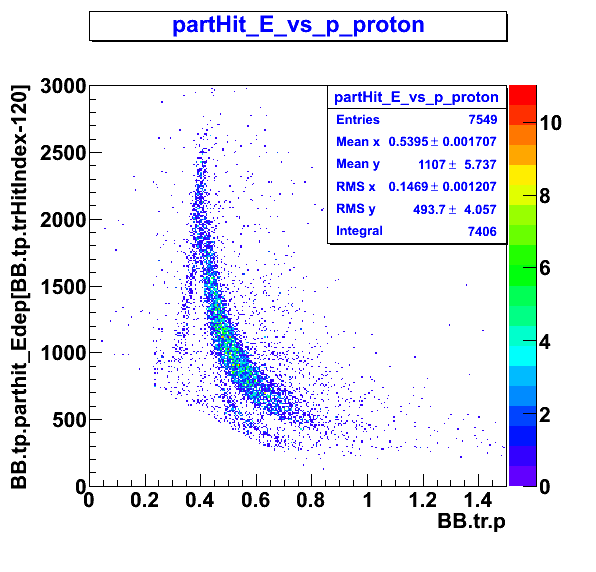 partHit_E_vs_p_proton
BB.tp.parthit_Edep[BB.tp.trHitIndex-120]
3000
2500
2000
1500
1000
500
0
partHit_E_vs_p_proton
Entries 7549
Mean x 0.5395 ± 0.001707
Mean y 1107 ± 5.737
RMS x 0.1469 ± 0.001207
RMS y 493.7 ± 4.057
Integral 7406
10
8
6
4
2
0
0 0.2 0.4 0.6 0.8 1 1.2 1.4
BB.tr.p